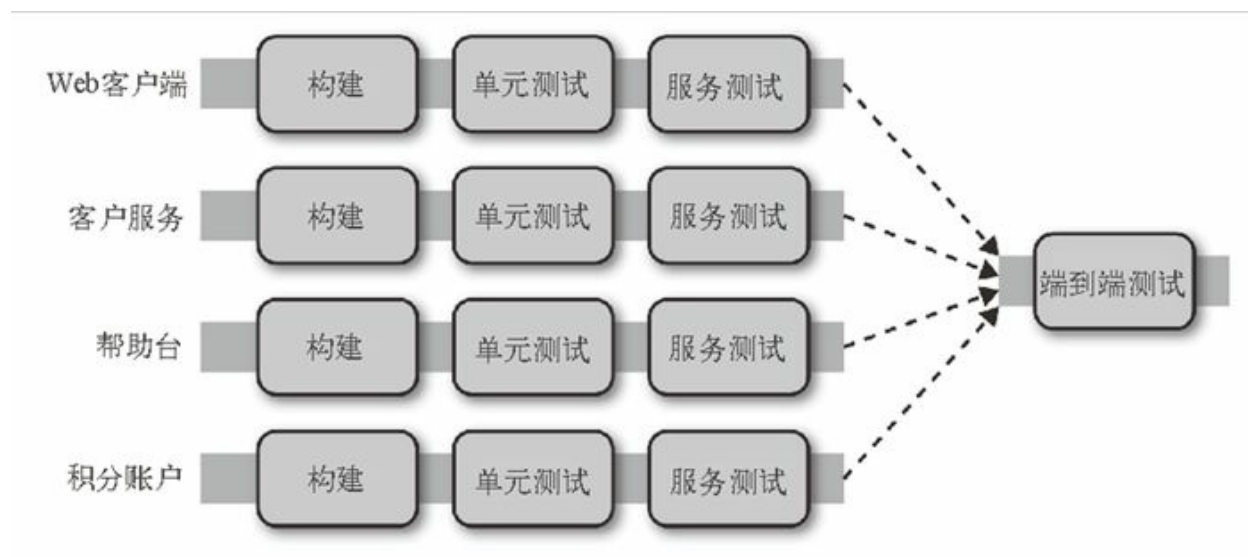 Web客户端 构建 单元测试 服务测试
客户服务 构建 单元测试 服务测试
端到端测试
帮助台 构建 单元测试 服务测试
积分账户 构建 单元测试 服务测试